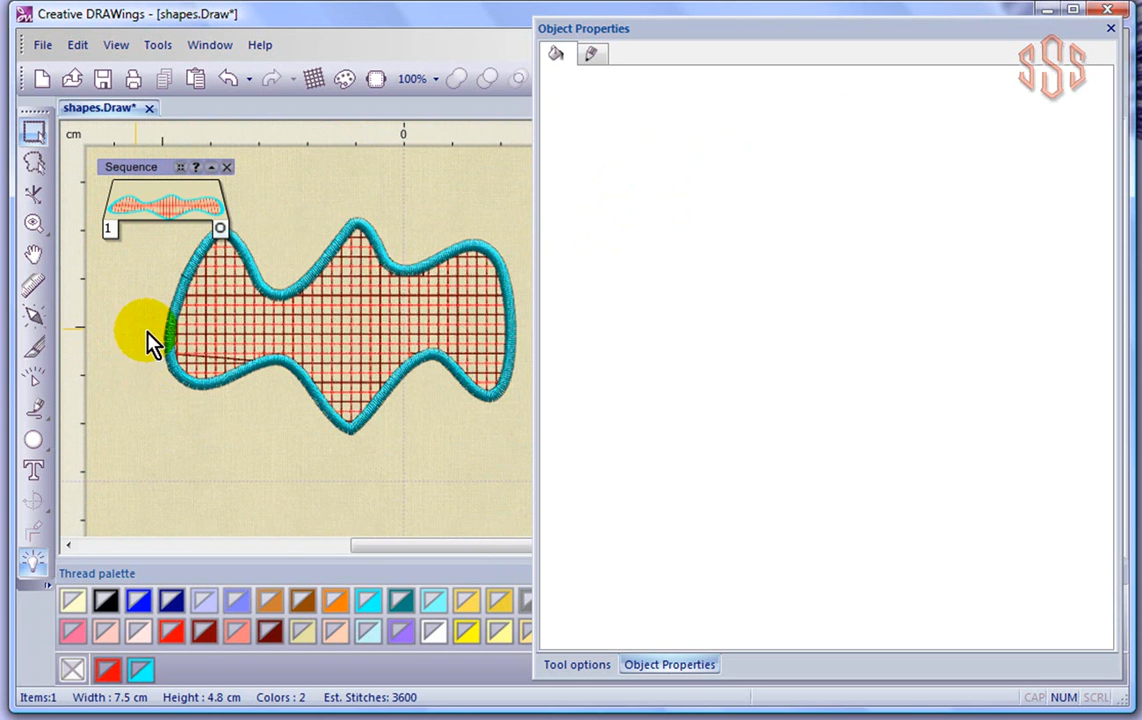 Creative DRAWings - [shapes.Draw*]
File Edit View Tools Window Help
100%
shapes.Draw*
cm
0
Sequence
1
Thread palette
Object Properties
SSS
Tool options Object Properties
Items:1 Width : 7.5 cm Height : 4.8 cm Colors : 2 Est. Stitches: 3600 CAP NUM SCRL